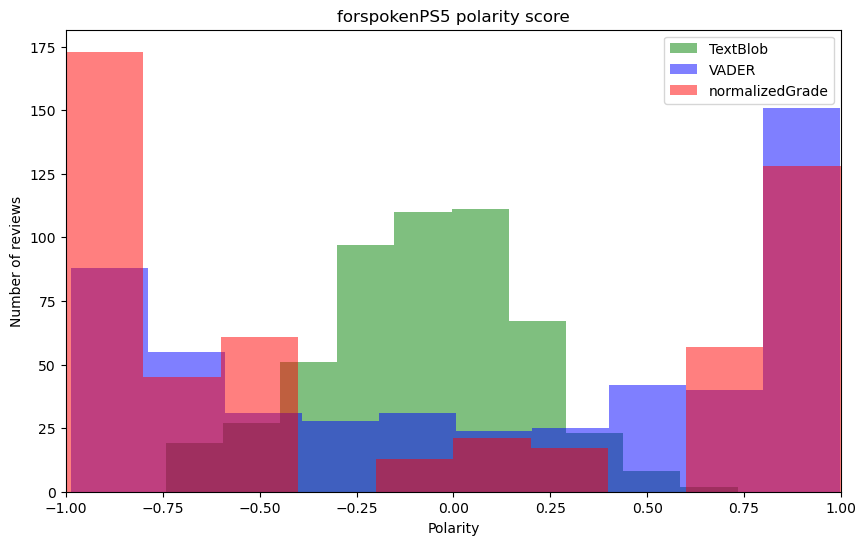 forspokenPS5 polarity score
TextBlob
VADER
normalizedGrade
Number of reviews
175
150
125
100
75
50
25
0
−1.00 −0.75 −0.50 −0.25 0.00 0.25 0.50 0.75 1.00
Polarity